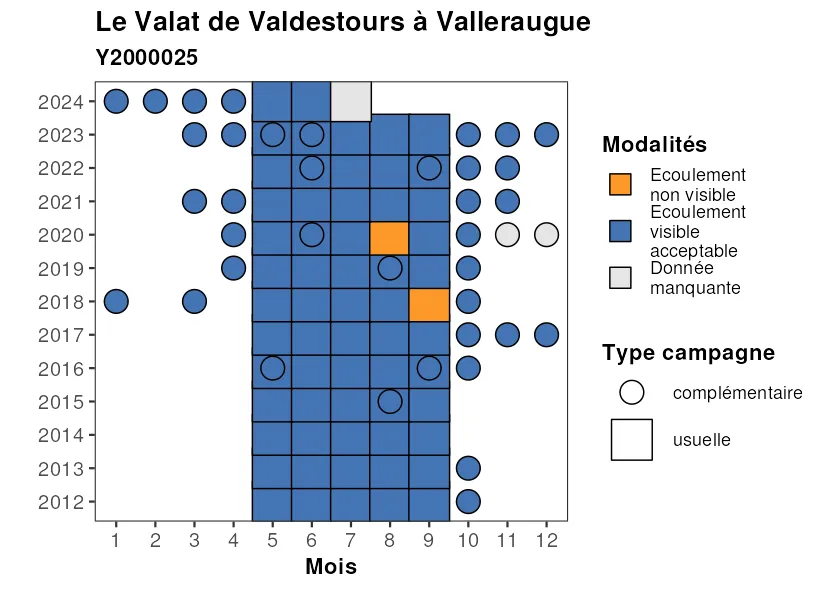 Le Valat de Valdestours à Valleraugue
Y2000025
2024
2023
2022
2021
2020
2019
2018
2017
2016
2015
2014
2013
2012
1 2 3 4 5 6 7 8 9 10 11 12
Mois
Modalités
Ecoulement
non visible
Ecoulement
visible
acceptable
Donnée
manquante
Type campagne
complémentaire
usuelle